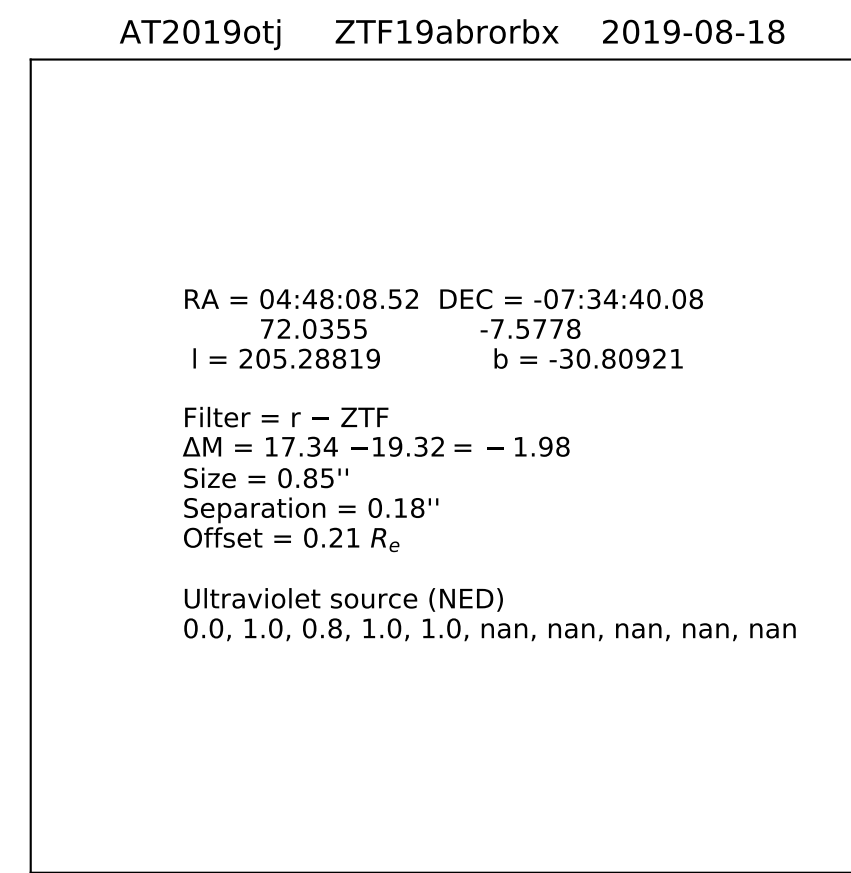 AT2019otj ZTF19abrorbx 2019-08-18
RA = 04:48:08.52 DEC = -07:34:40.08
72.0355 -7.5778
l = 205.28819 b = -30.80921
Filter = r − ZTF
ΔM = 17.34 −19.32 = − 1.98
Size = 0.85''
Separation = 0.18''
Offset = 0.21 Rₑ
Ultraviolet source (NED)
0.0, 1.0, 0.8, 1.0, 1.0, nan, nan, nan, nan, nan